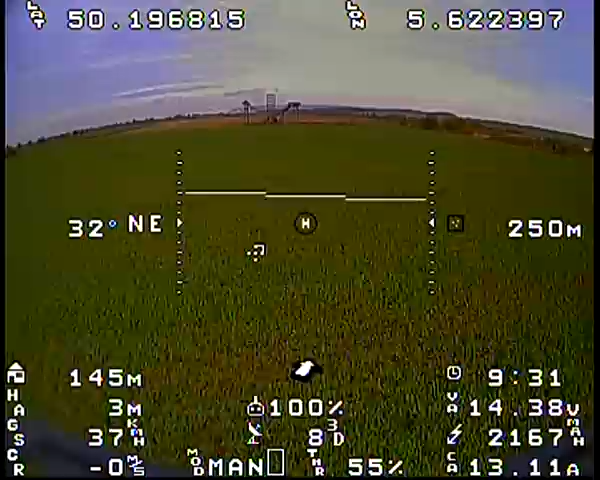 LAT 50.196815 LON 5.622397
32° NE H 250M
145M 9:31
HAG 3M 100% VA 14.38V
GS 37KMH 8 3D 2167MAH
CR -0M/S MOD MAN THR 55% CA 13.11A